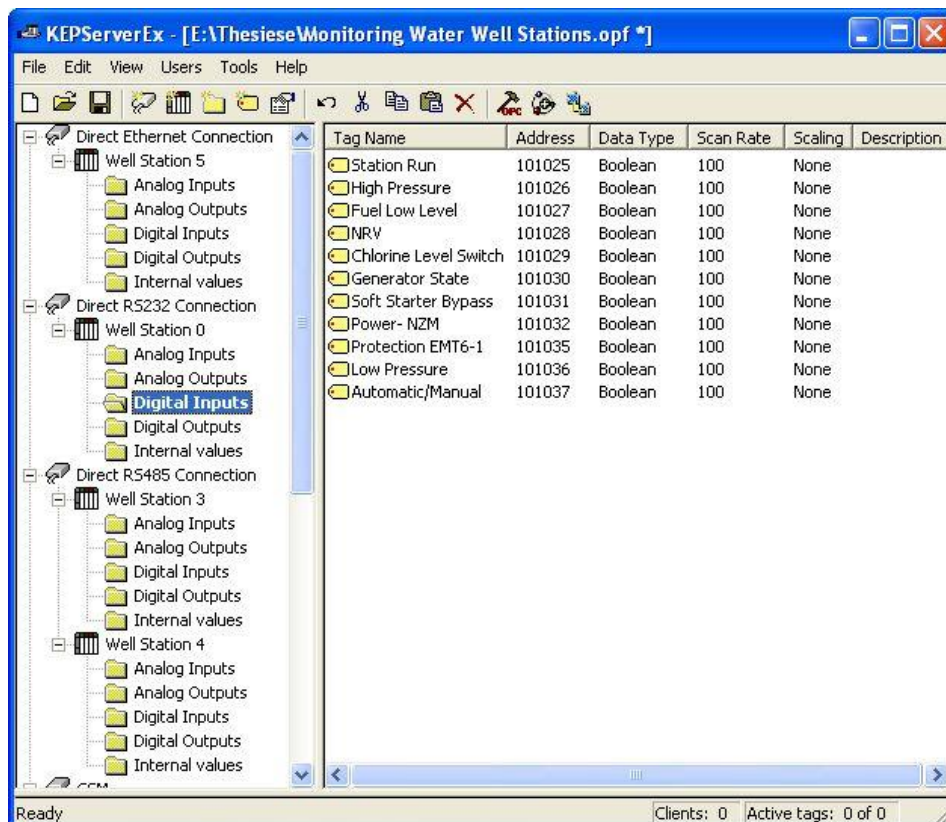 KEPServerEx - [E:\Thesiese\Monitoring Water Well Stations.opf *]
File Edit View Users Tools Help
OPC
Direct Ethernet Connection
Well Station 5
Analog Inputs
Analog Outputs
Digital Inputs
Digital Outputs
Internal values
Direct RS232 Connection
Well Station 0
Analog Inputs
Analog Outputs
Digital Inputs
Digital Outputs
Internal values
Direct RS485 Connection
Well Station 3
Analog Inputs
Analog Outputs
Digital Inputs
Digital Outputs
Internal values
Well Station 4
Analog Inputs
Analog Outputs
Digital Inputs
Digital Outputs
Internal values
Tag Name Address Data Type Scan Rate Scaling Description
Station Run 101025 Boolean 100 None
High Pressure 101026 Boolean 100 None
Fuel Low Level 101027 Boolean 100 None
NRV 101028 Boolean 100 None
Chlorine Level Switch 101029 Boolean 100 None
Generator State 101030 Boolean 100 None
Soft Starter Bypass 101031 Boolean 100 None
Power- NZM 101032 Boolean 100 None
Protection EMT6-1 101035 Boolean 100 None
Low Pressure 101036 Boolean 100 None
Automatic/Manual 101037 Boolean 100 None
Ready Clients: 0 Active tags: 0 of 0